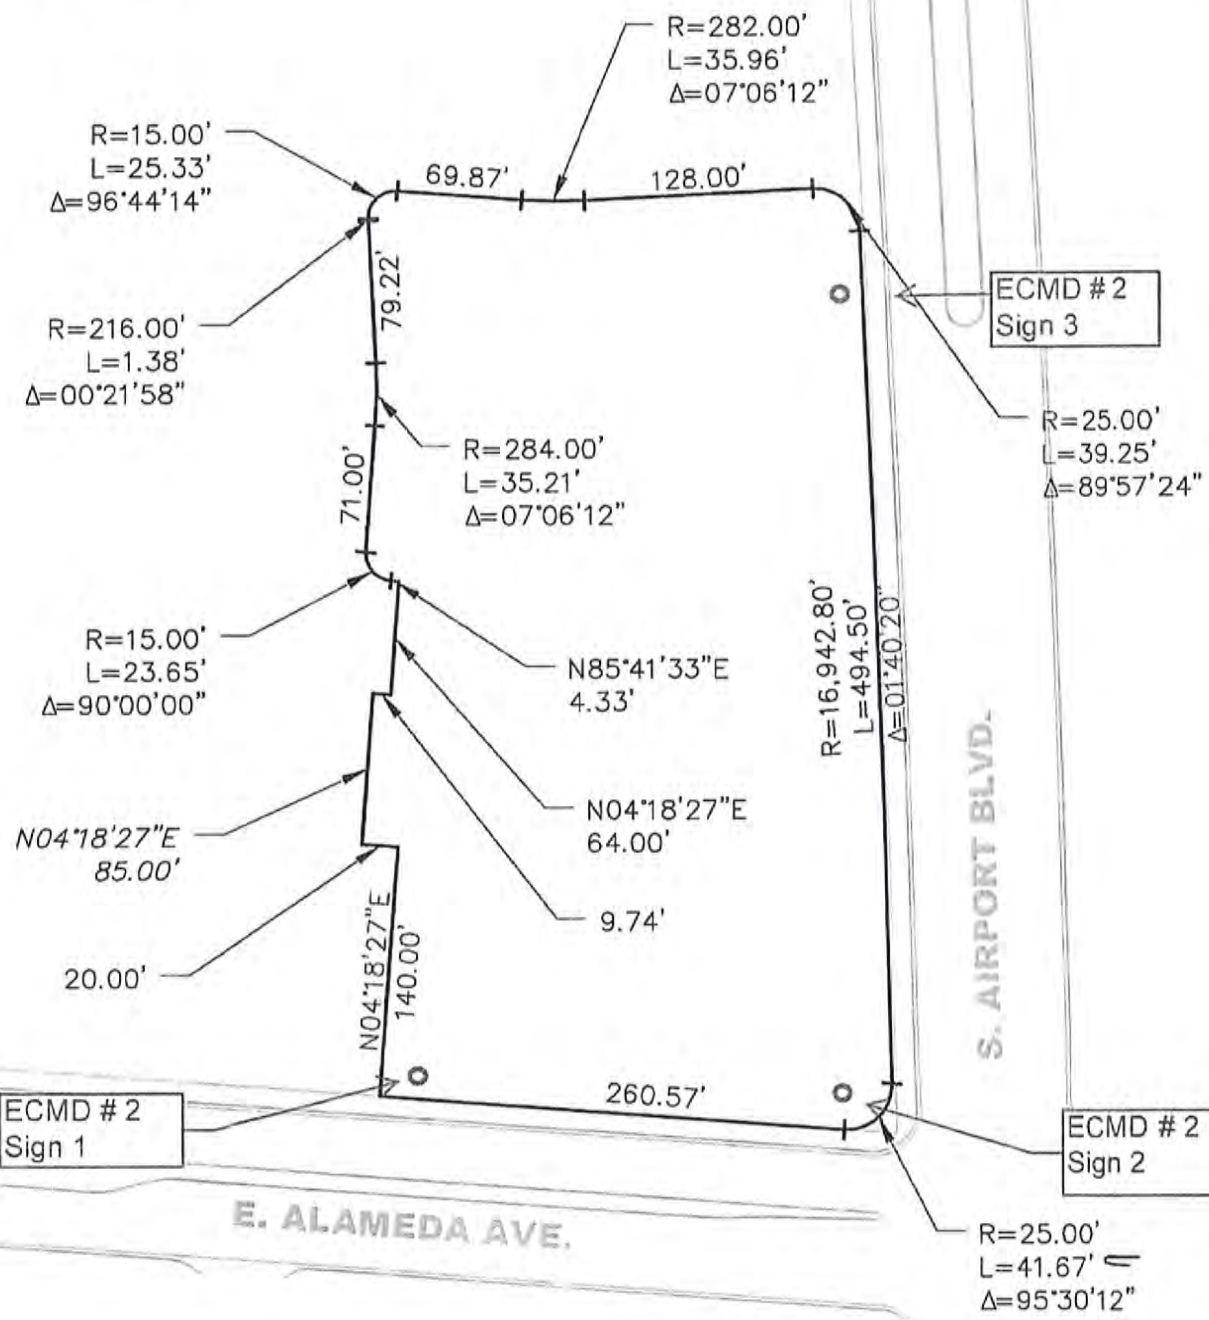 R=282.00'
L=35.96'
Δ=07°06'12"
R=15.00'
L=25.33'
Δ=96°44'14"
69.87'
128.00'
79.22'
ECMD # 2
Sign 3
R=216.00'
L=1.38'
Δ=00°21'58"
R=25.00'
L=39.25'
Δ=89°57'24"
R=284.00'
L=35.21'
Δ=07°06'12"
71.00'
R=15.00'
L=23.65'
Δ=90°00'00"
N85°41'33"E
4.33'
R=16,942.80'
L=494.50'
Δ=01°40'20"
N04°18'27"E
64.00'
N04°18'27"E
85.00'
9.74'
20.00'
N04°18'27"E
140.00'
S. AIRPORT BLVD.
260.57'
ECMD # 2
Sign 1
ECMD # 2
Sign 2
E. ALAMEDA AVE.
R=25.00'
L=41.67'
Δ=95°30'12"